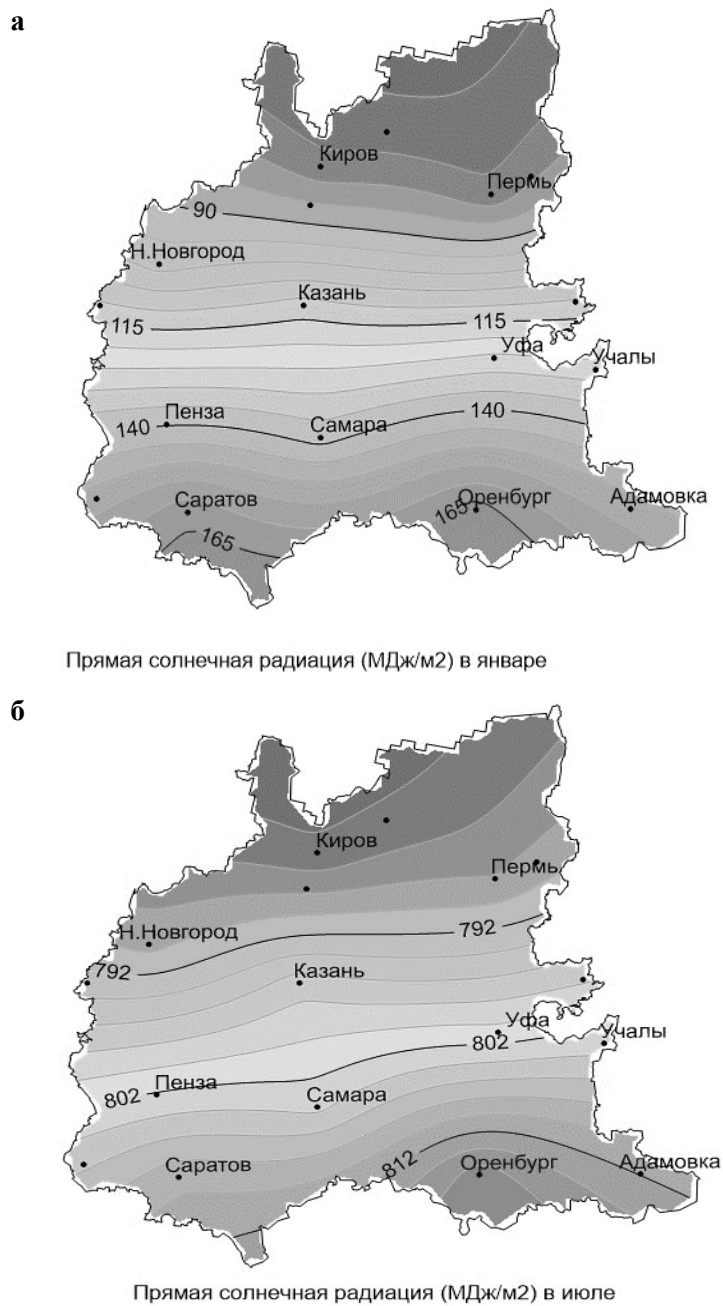 а
Киров
Пермь
90
Н.Новгород
Казань
115
115
Уфа
Учалы
Пенза
140
140
Самара
Саратов
165
Оренбург
165
Адамовка
Прямая солнечная радиация (МДж/м2) в январе
б
Киров
Пермь
Н.Новгород
792
792
Казань
Уфа
802
Учалы
Пенза
802
Самара
Саратов
812
Оренбург
Адамовка
Прямая солнечная радиация (МДж/м2) в июле